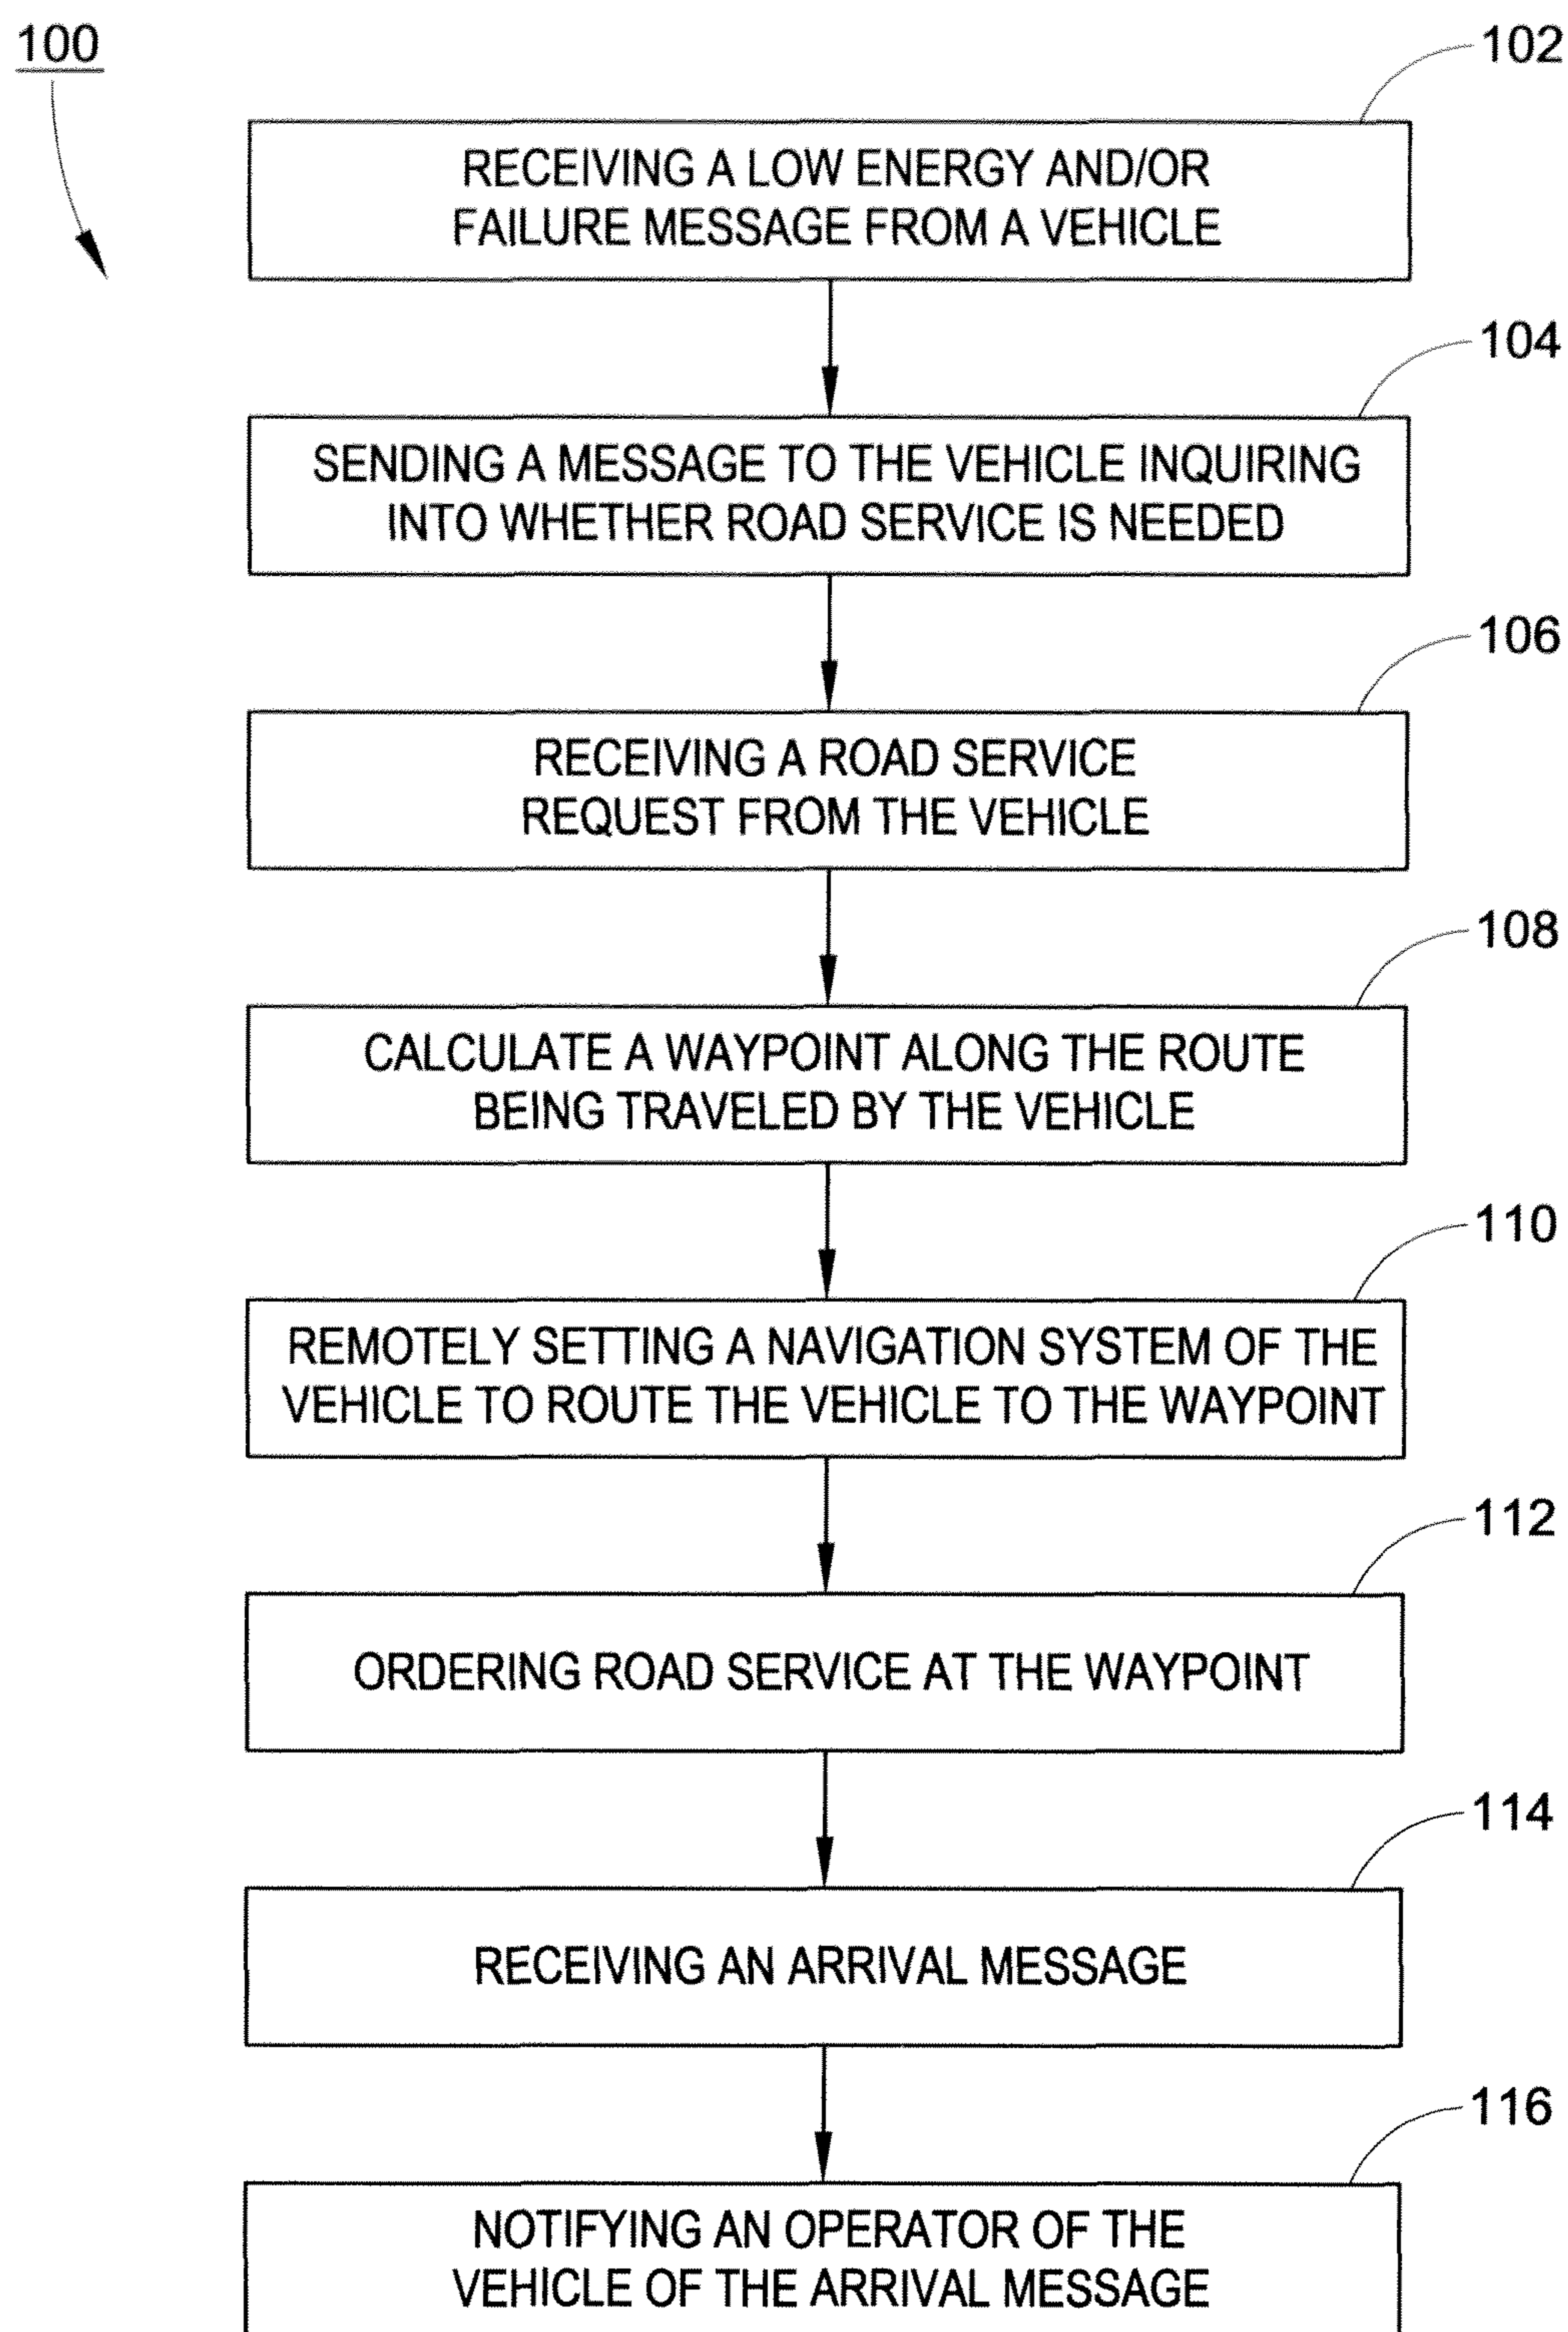 100
102
RECEIVING A LOW ENERGY AND/OR
FAILURE MESSAGE FROM A VEHICLE
104
SENDING A MESSAGE TO THE VEHICLE INQUIRING
INTO WHETHER ROAD SERVICE IS NEEDED
106
RECEIVING A ROAD SERVICE
REQUEST FROM THE VEHICLE
108
CALCULATE A WAYPOINT ALONG THE ROUTE
BEING TRAVELED BY THE VEHICLE
110
REMOTELY SETTING A NAVIGATION SYSTEM OF THE
VEHICLE TO ROUTE THE VEHICLE TO THE WAYPOINT
112
ORDERING ROAD SERVICE AT THE WAYPOINT
114
RECEIVING AN ARRIVAL MESSAGE
116
NOTIFYING AN OPERATOR OF THE
VEHICLE OF THE ARRIVAL MESSAGE